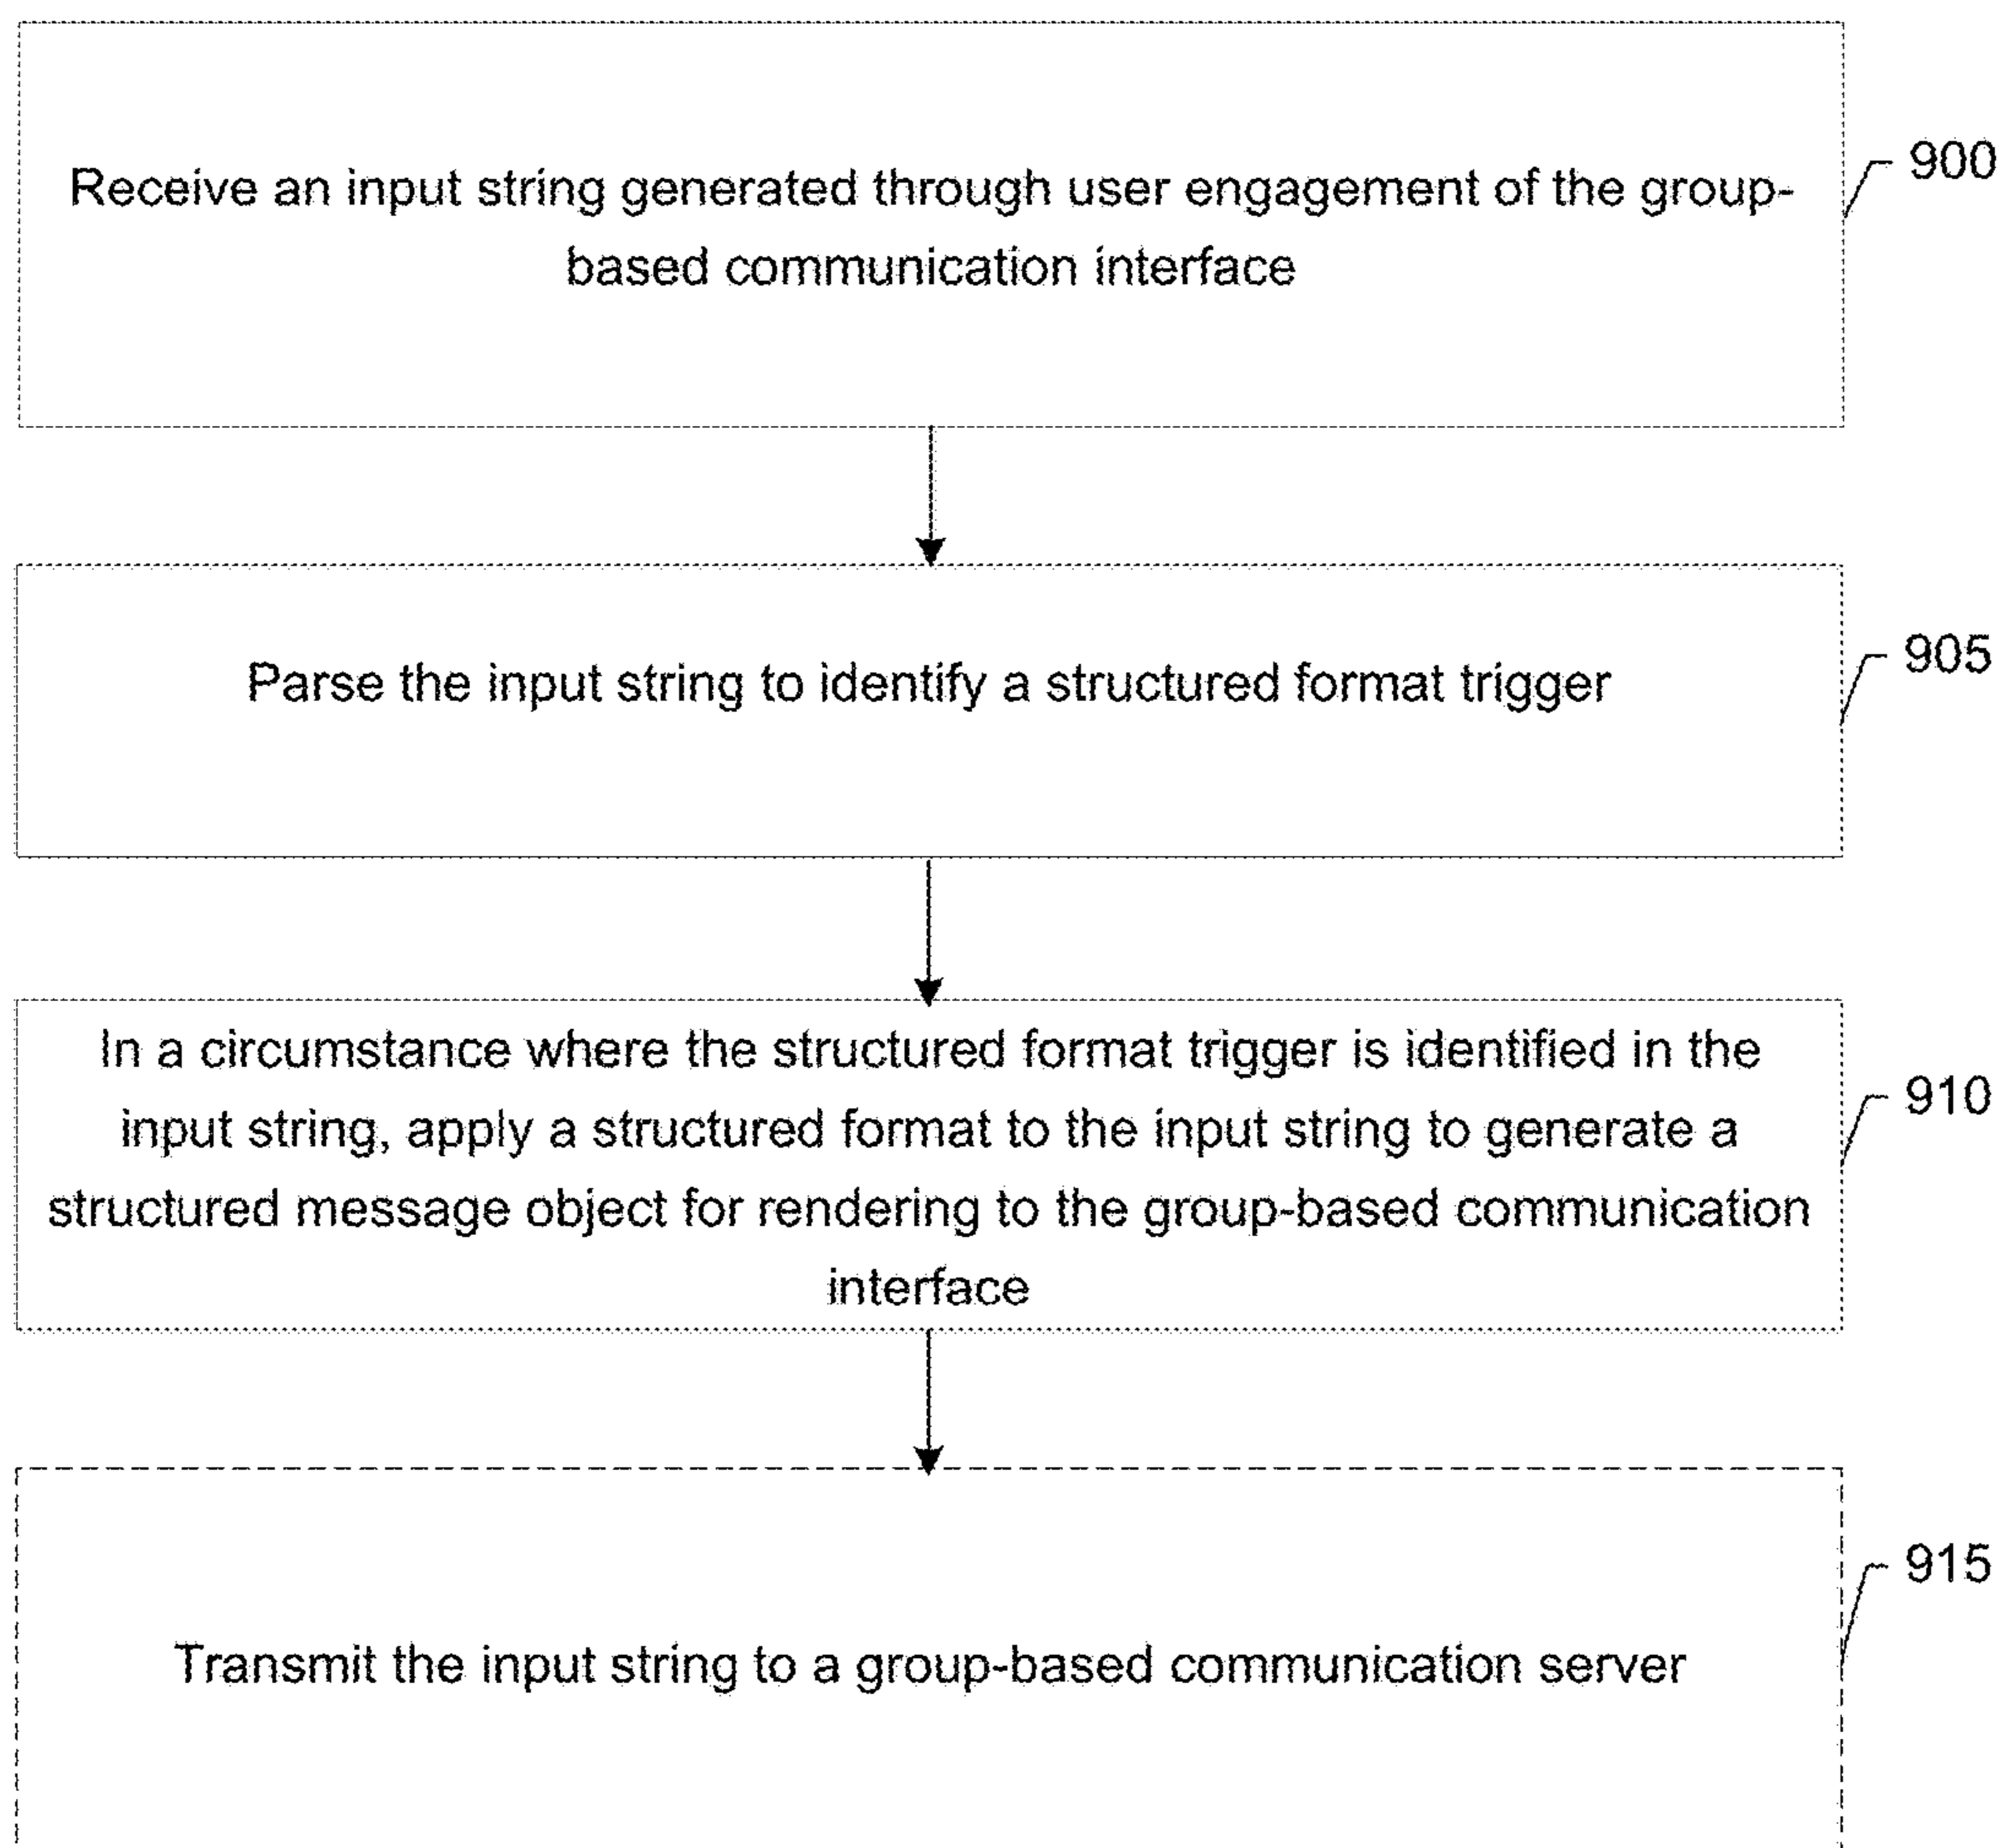 Receive an input string generated through user engagement of the group-
based communication interface
900
Parse the input string to identify a structured format trigger
905
In a circumstance where the structured format trigger is identified in the
input string, apply a structured format to the input string to generate a
structured message object for rendering to the group-based communication
interface
910
Transmit the input string to a group-based communication server
915